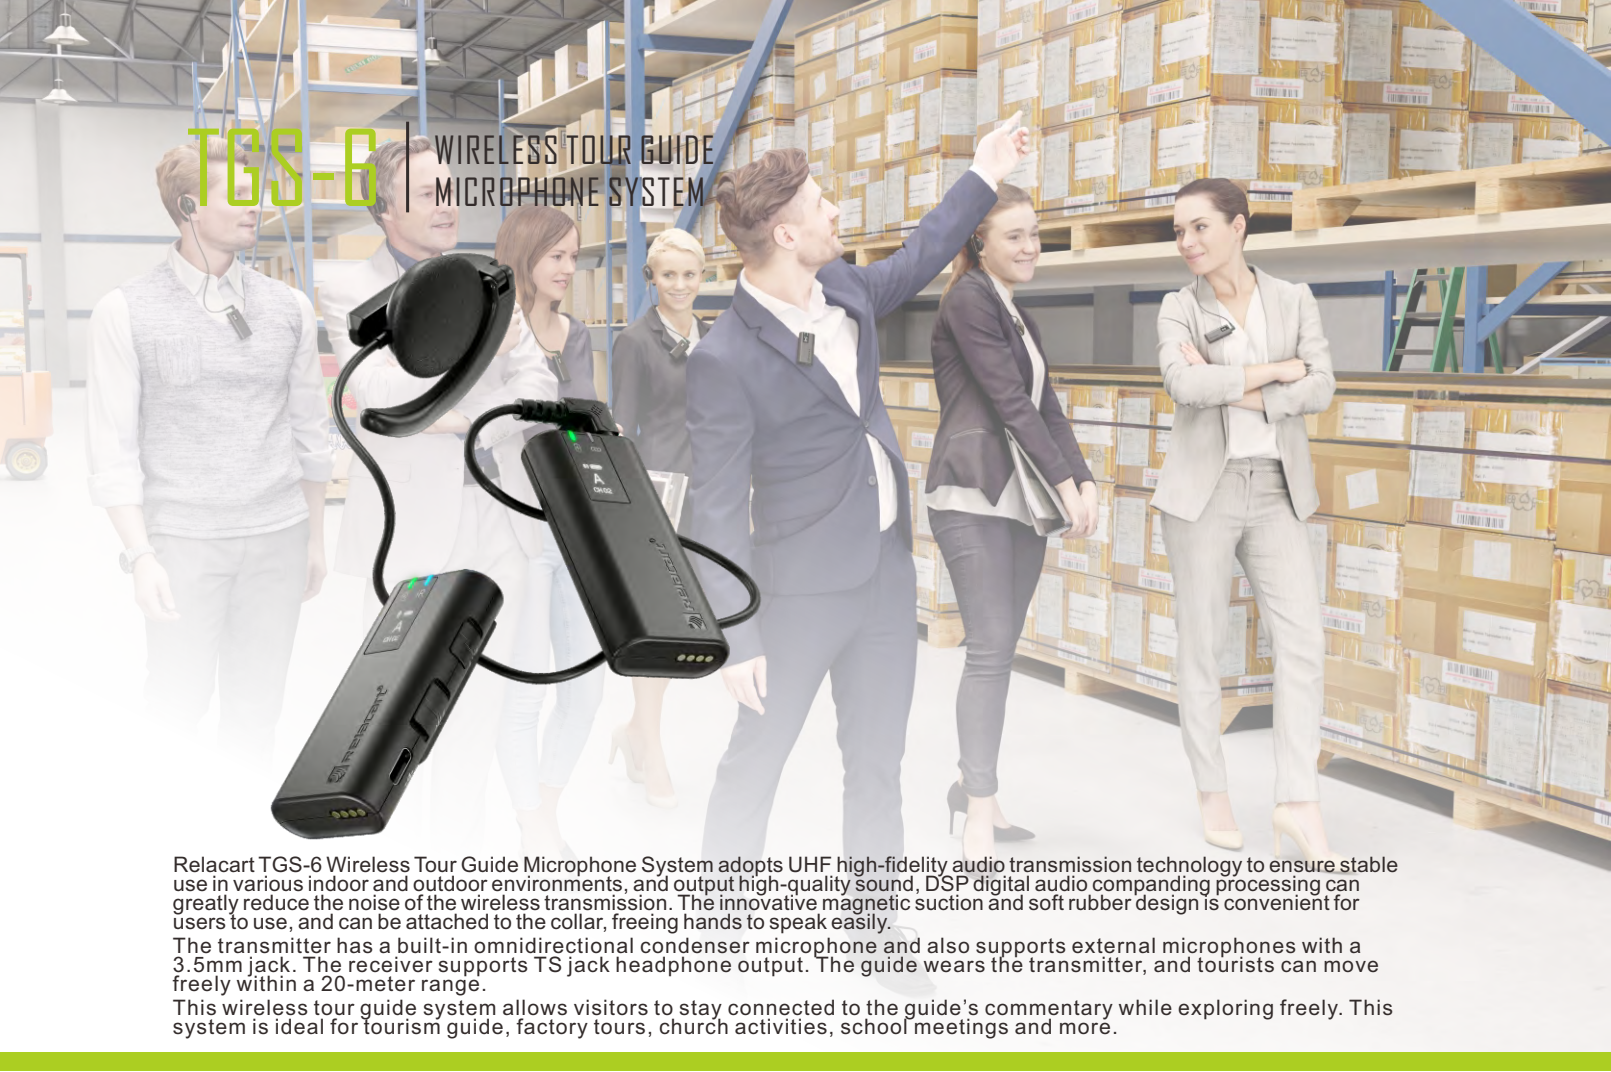 TGS-6
WIRELESS TOUR GUIDE
MICROPHONE SYSTEM
A
CH 02
Relacart
A
CH 02
Relacart
Relacart TGS-6 Wireless Tour Guide Microphone System adopts UHF high-fidelity audio transmission technology to ensure stable
use in various indoor and outdoor environments, and output high-quality sound, DSP digital audio companding processing can
greatly reduce the noise of the wireless transmission. The innovative magnetic suction and soft rubber design is convenient for
users to use, and can be attached to the collar, freeing hands to speak easily.
The transmitter has a built-in omnidirectional condenser microphone and also supports external microphones with a
3.5mm jack. The receiver supports TS jack headphone output. The guide wears the transmitter, and tourists can move
freely within a 20-meter range.
This wireless tour guide system allows visitors to stay connected to the guide’s commentary while exploring freely. This
system is ideal for tourism guide, factory tours, church activities, school meetings and more.